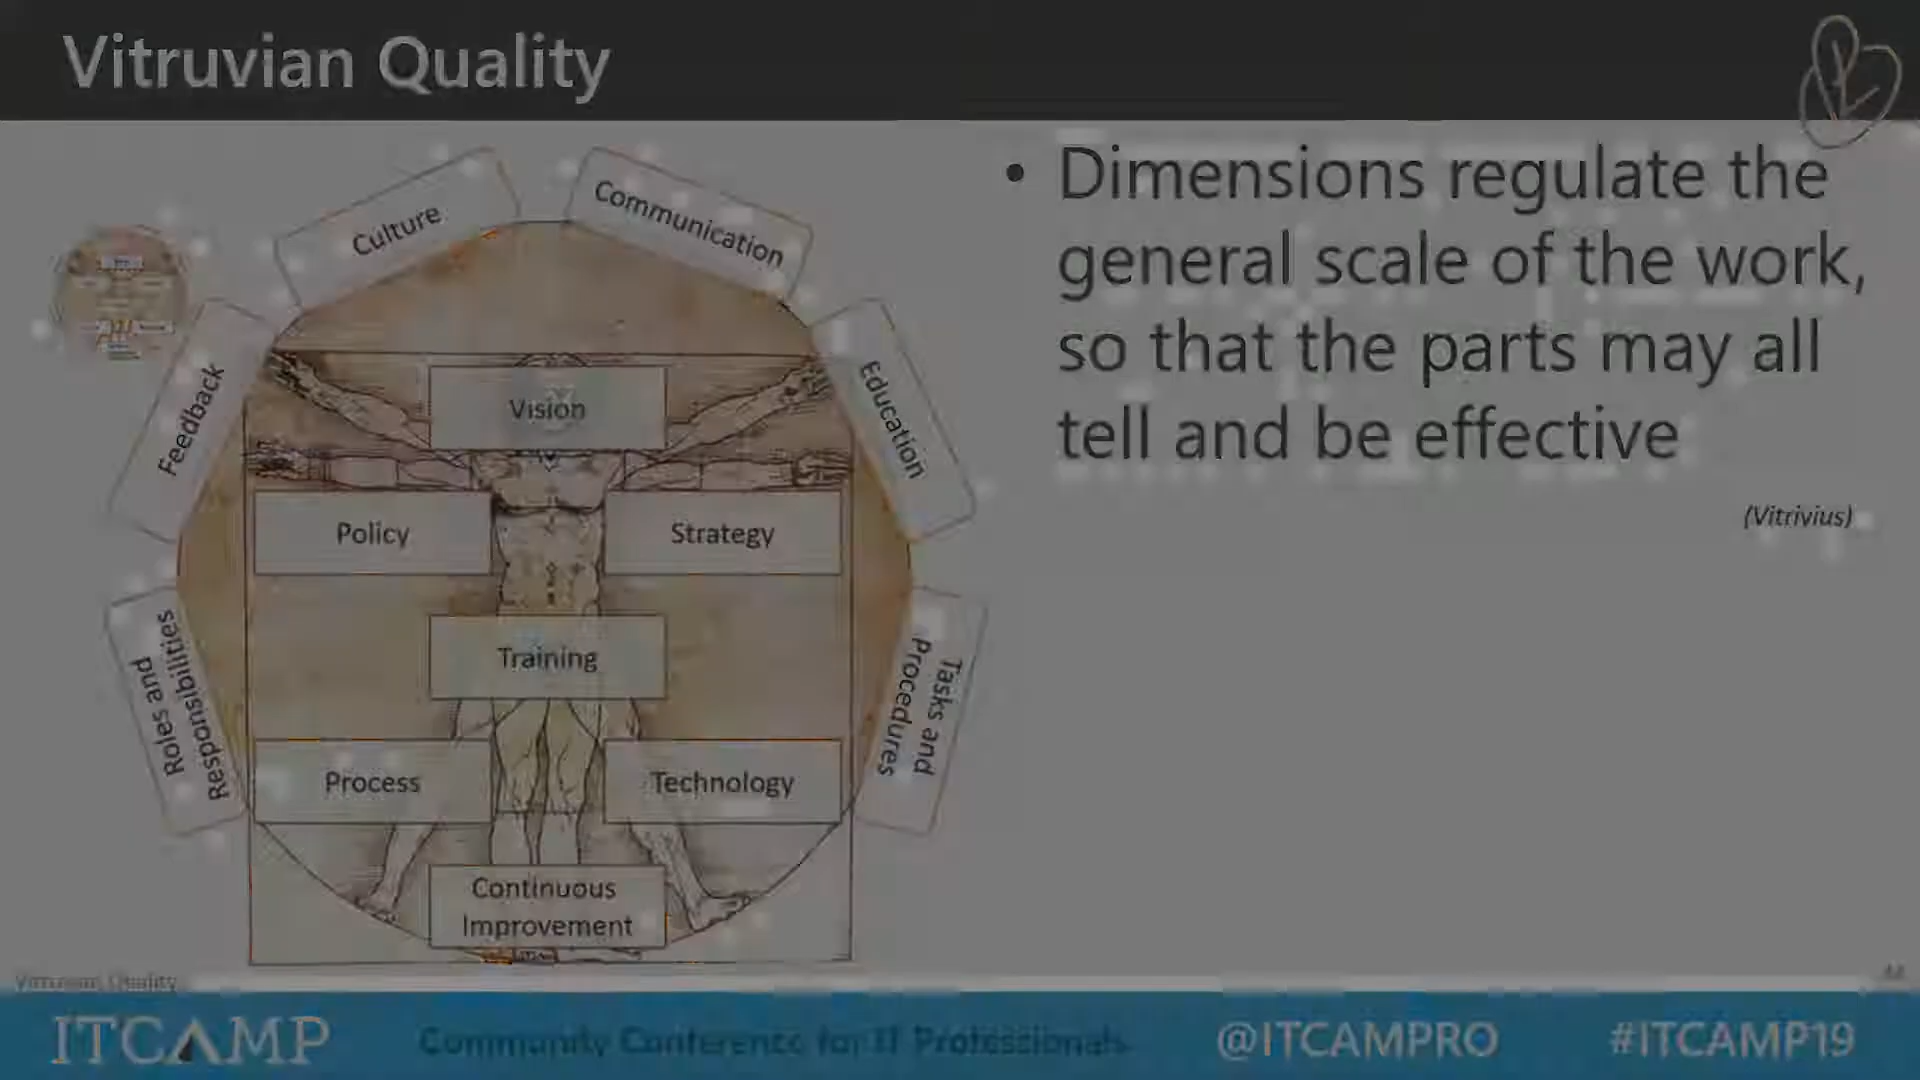 Vitruvian Quality
Culture
Communication
Feedback
Education
Vision
Policy
Strategy
Training
Roles and
Responsibilities
Tasks and
Procedures
Process
Technology
Continuous
Improvement
• Dimensions regulate the
general scale of the work,
so that the parts may all
tell and be effective
(Vitrivius)
Vitruvian Quality
ITCAMP
Community Conference for IT Professionals
@ITCAMPRO
#ITCAMP19